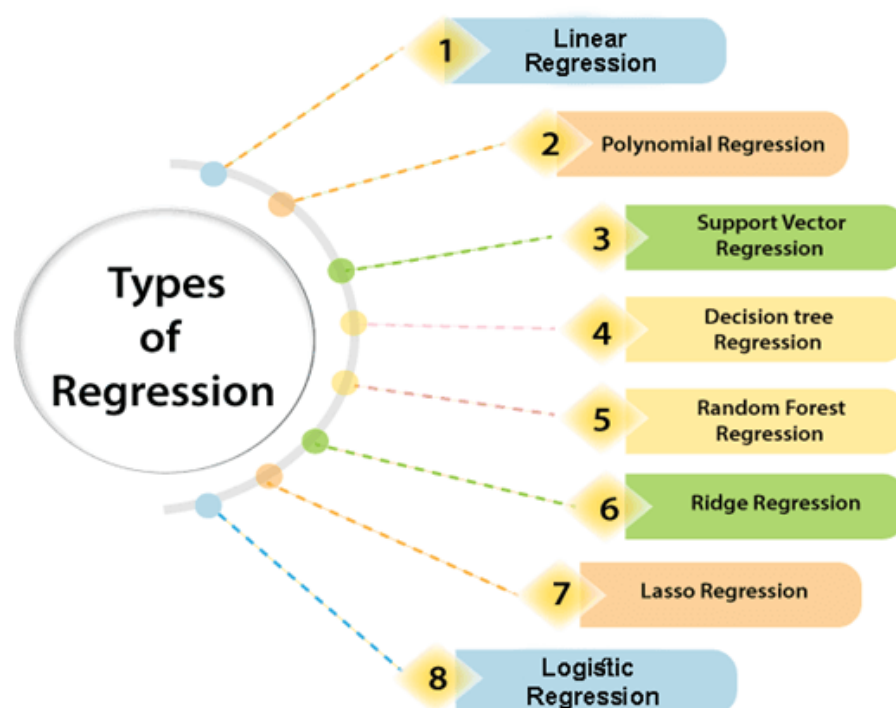 Types
of
Regression
1
Linear
Regression
2
Polynomial Regression
3
Support Vector
Regression
4
Decision tree
Regression
5
Random Forest
Regression
6
Ridge Regression
7
Lasso Regression
8
Logistic
Regression